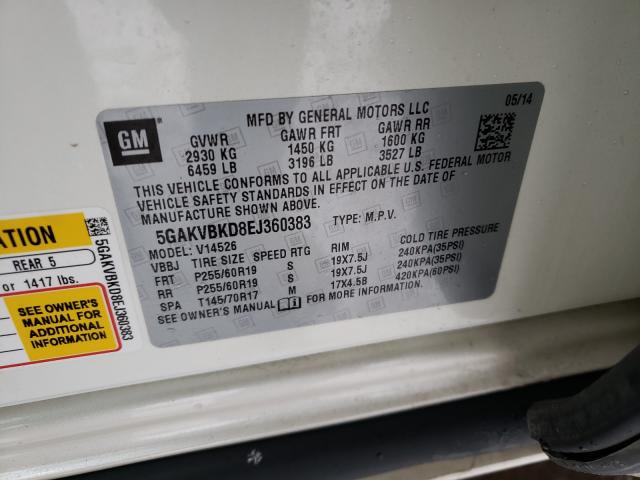 MFD BY GENERAL MOTORS LLC
05/14
GM
GVWR GAWR FRT GAWR RR
2930 KG 1450 KG 1600 KG
6459 LB 3196 LB 3527 LB
THIS VEHICLE CONFORMS TO ALL APPLICABLE U.S. FEDERAL MOTOR
VEHICLE SAFETY STANDARDS IN EFFECT ON THE DATE OF
MANUFACTURE SHOWN ABOVE.
5GAKVBKD8EJ360383 TYPE: M.P.V.
MODEL: V14526
VBBJ TIRE SIZE SPEED RTG RIM COLD TIRE PRESSURE
FRT P255/60R19 S 19X7.5J 240KPA(35PSI)
RR P255/60R19 S 19X7.5J 240KPA(35PSI)
SPA T145/70R17 M 17X4.5B 420KPA(60PSI)
SEE OWNER'S MANUAL FOR MORE INFORMATION
ATION
REAR 5
or 1417 lbs.
SEE OWNER'S
MANUAL FOR
ADDITIONAL
INFORMATION
5GAKVBKD8EJ360383